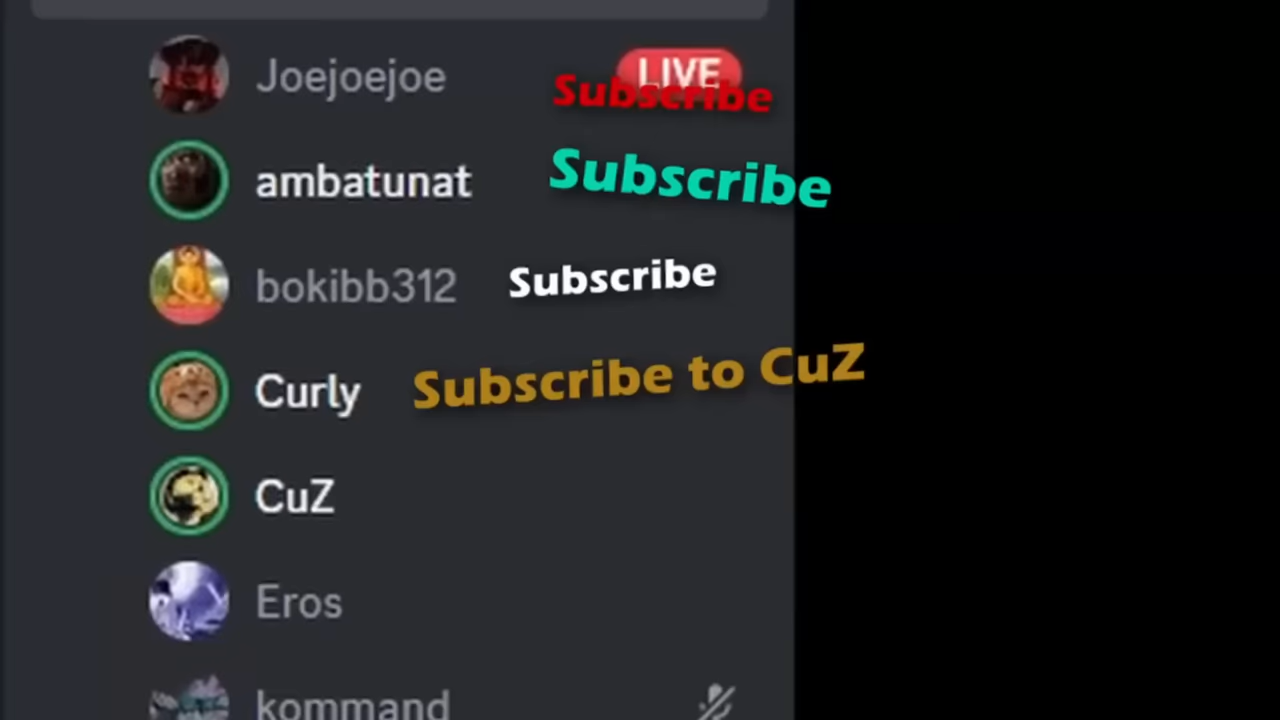 Joejoejoe LIVE
Subscribe
ambatunat Subscribe
bokibb312 Subscribe
Curly Subscribe to CuZ
CuZ
Eros
kommand